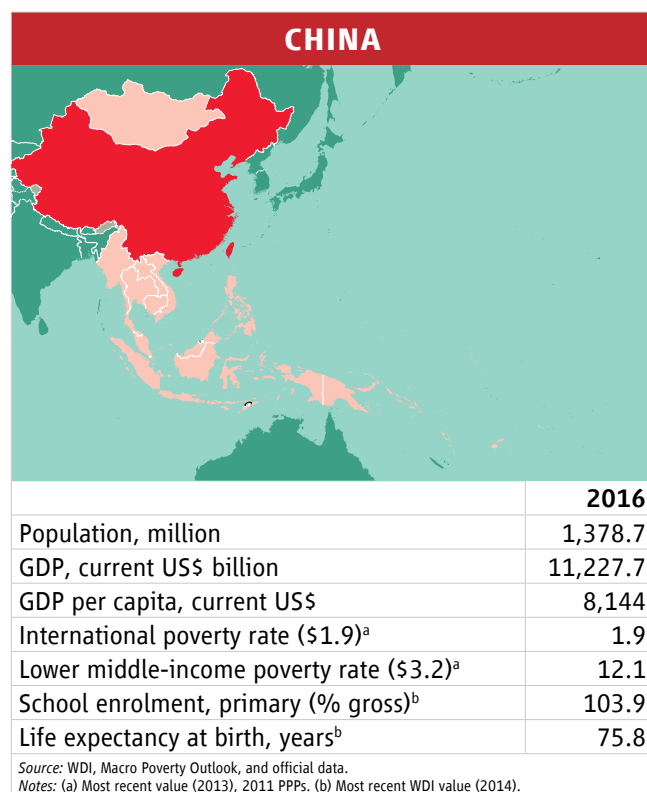 CHINA
2016
Population, million 1,378.7
GDP, current US$ billion 11,227.7
GDP per capita, current US$ 8,144
International poverty rate ($1.9)ᵃ 1.9
Lower middle-income poverty rate ($3.2)ᵃ 12.1
School enrolment, primary (% gross)ᵇ 103.9
Life expectancy at birth, yearsᵇ 75.8
Source: WDI, Macro Poverty Outlook, and official data.
Notes: (a) Most recent value (2013), 2011 PPPs. (b) Most recent WDI value (2014).